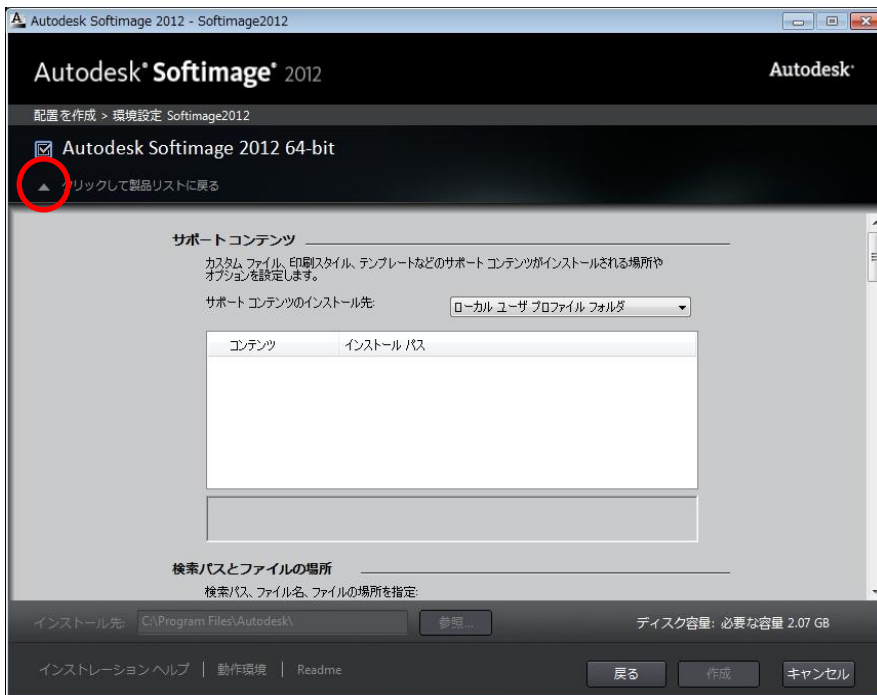 Autodesk Softimage 2012 - Softimage2012
Autodesk® Softimage® 2012
Autodesk®
配置を作成 > 環境設定 Softimage2012
Autodesk Softimage 2012 64-bit
クリックして製品リストに戻る
サポート コンテンツ
カスタム ファイル、印刷スタイル、テンプレートなどのサポート コンテンツがインストールされる場所や
オプションを設定します。
サポート コンテンツのインストール先:
ローカル ユーザ プロファイル フォルダ
コンテンツ インストール パス
検索パスとファイルの場所
検索パス、ファイル名、ファイルの場所を指定:
インストール先: C:\Program Files\Autodesk\ 参照... ディスク容量: 必要な容量 2.07 GB
インストレーション ヘルプ | 動作環境 | Readme 戻る 作成 キャンセル